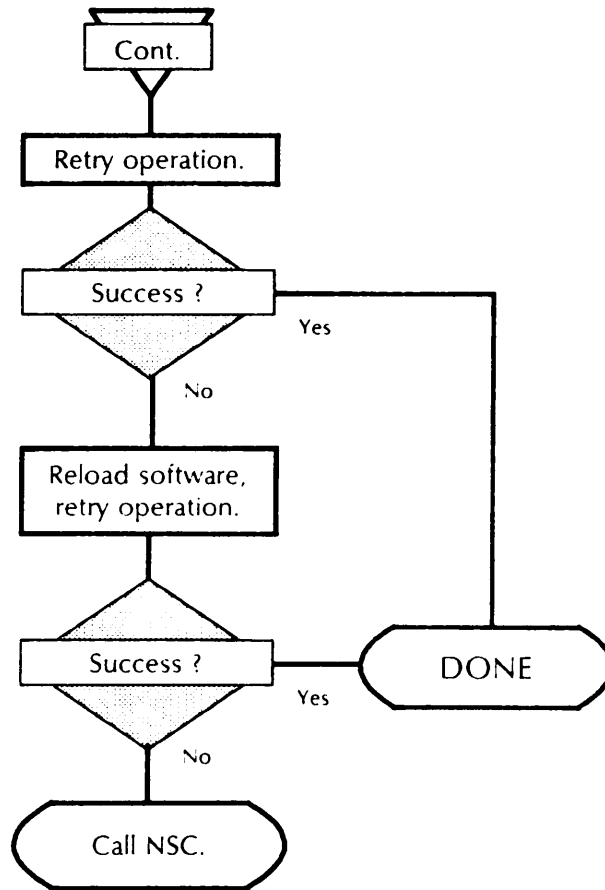 Cont.
Retry operation.
Success ?
Yes
No
Reload software,
retry operation.
Success ?
DONE
Yes
No
Call NSC.